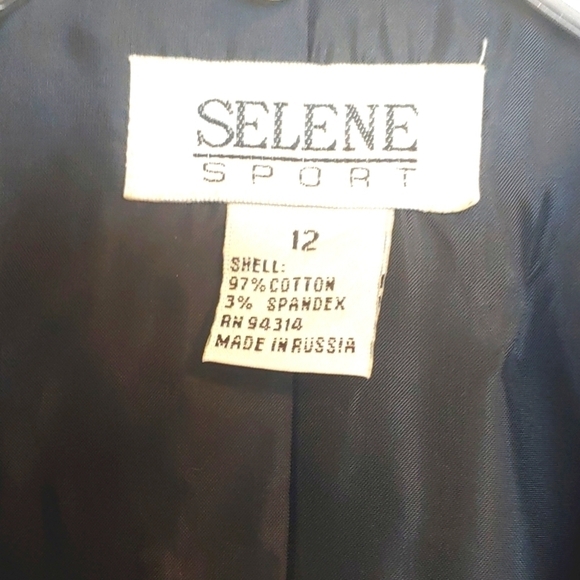 SELENE
SPORT
12
SHELL:
97% COTTON
3% SPANDEX
RN 94314
MADE IN RUSSIA